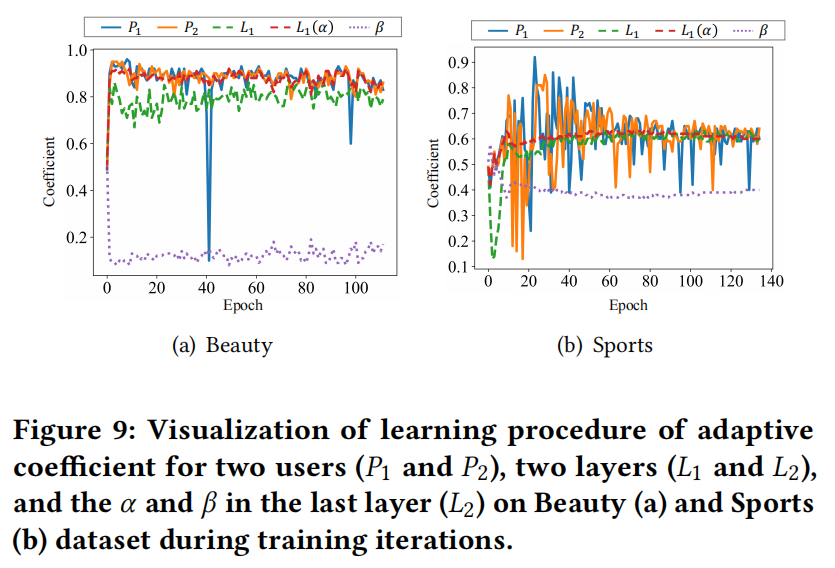 P1 P2 L1 L1(α) β
1.0
0.8
0.6
0.4
0.2
Coefficient
0 20 40 60 80 100
Epoch
(a) Beauty
P1 P2 L1 L1(α) β
0.9
0.8
0.7
0.6
0.5
0.4
0.3
0.2
0.1
Coefficient
0 20 40 60 80 100 120 140
Epoch
(b) Sports
Figure 9: Visualization of learning procedure of adaptive
coefficient for two users (P1 and P2), two layers (L1 and L2),
and the α and β in the last layer (L2) on Beauty (a) and Sports
(b) dataset during training iterations.